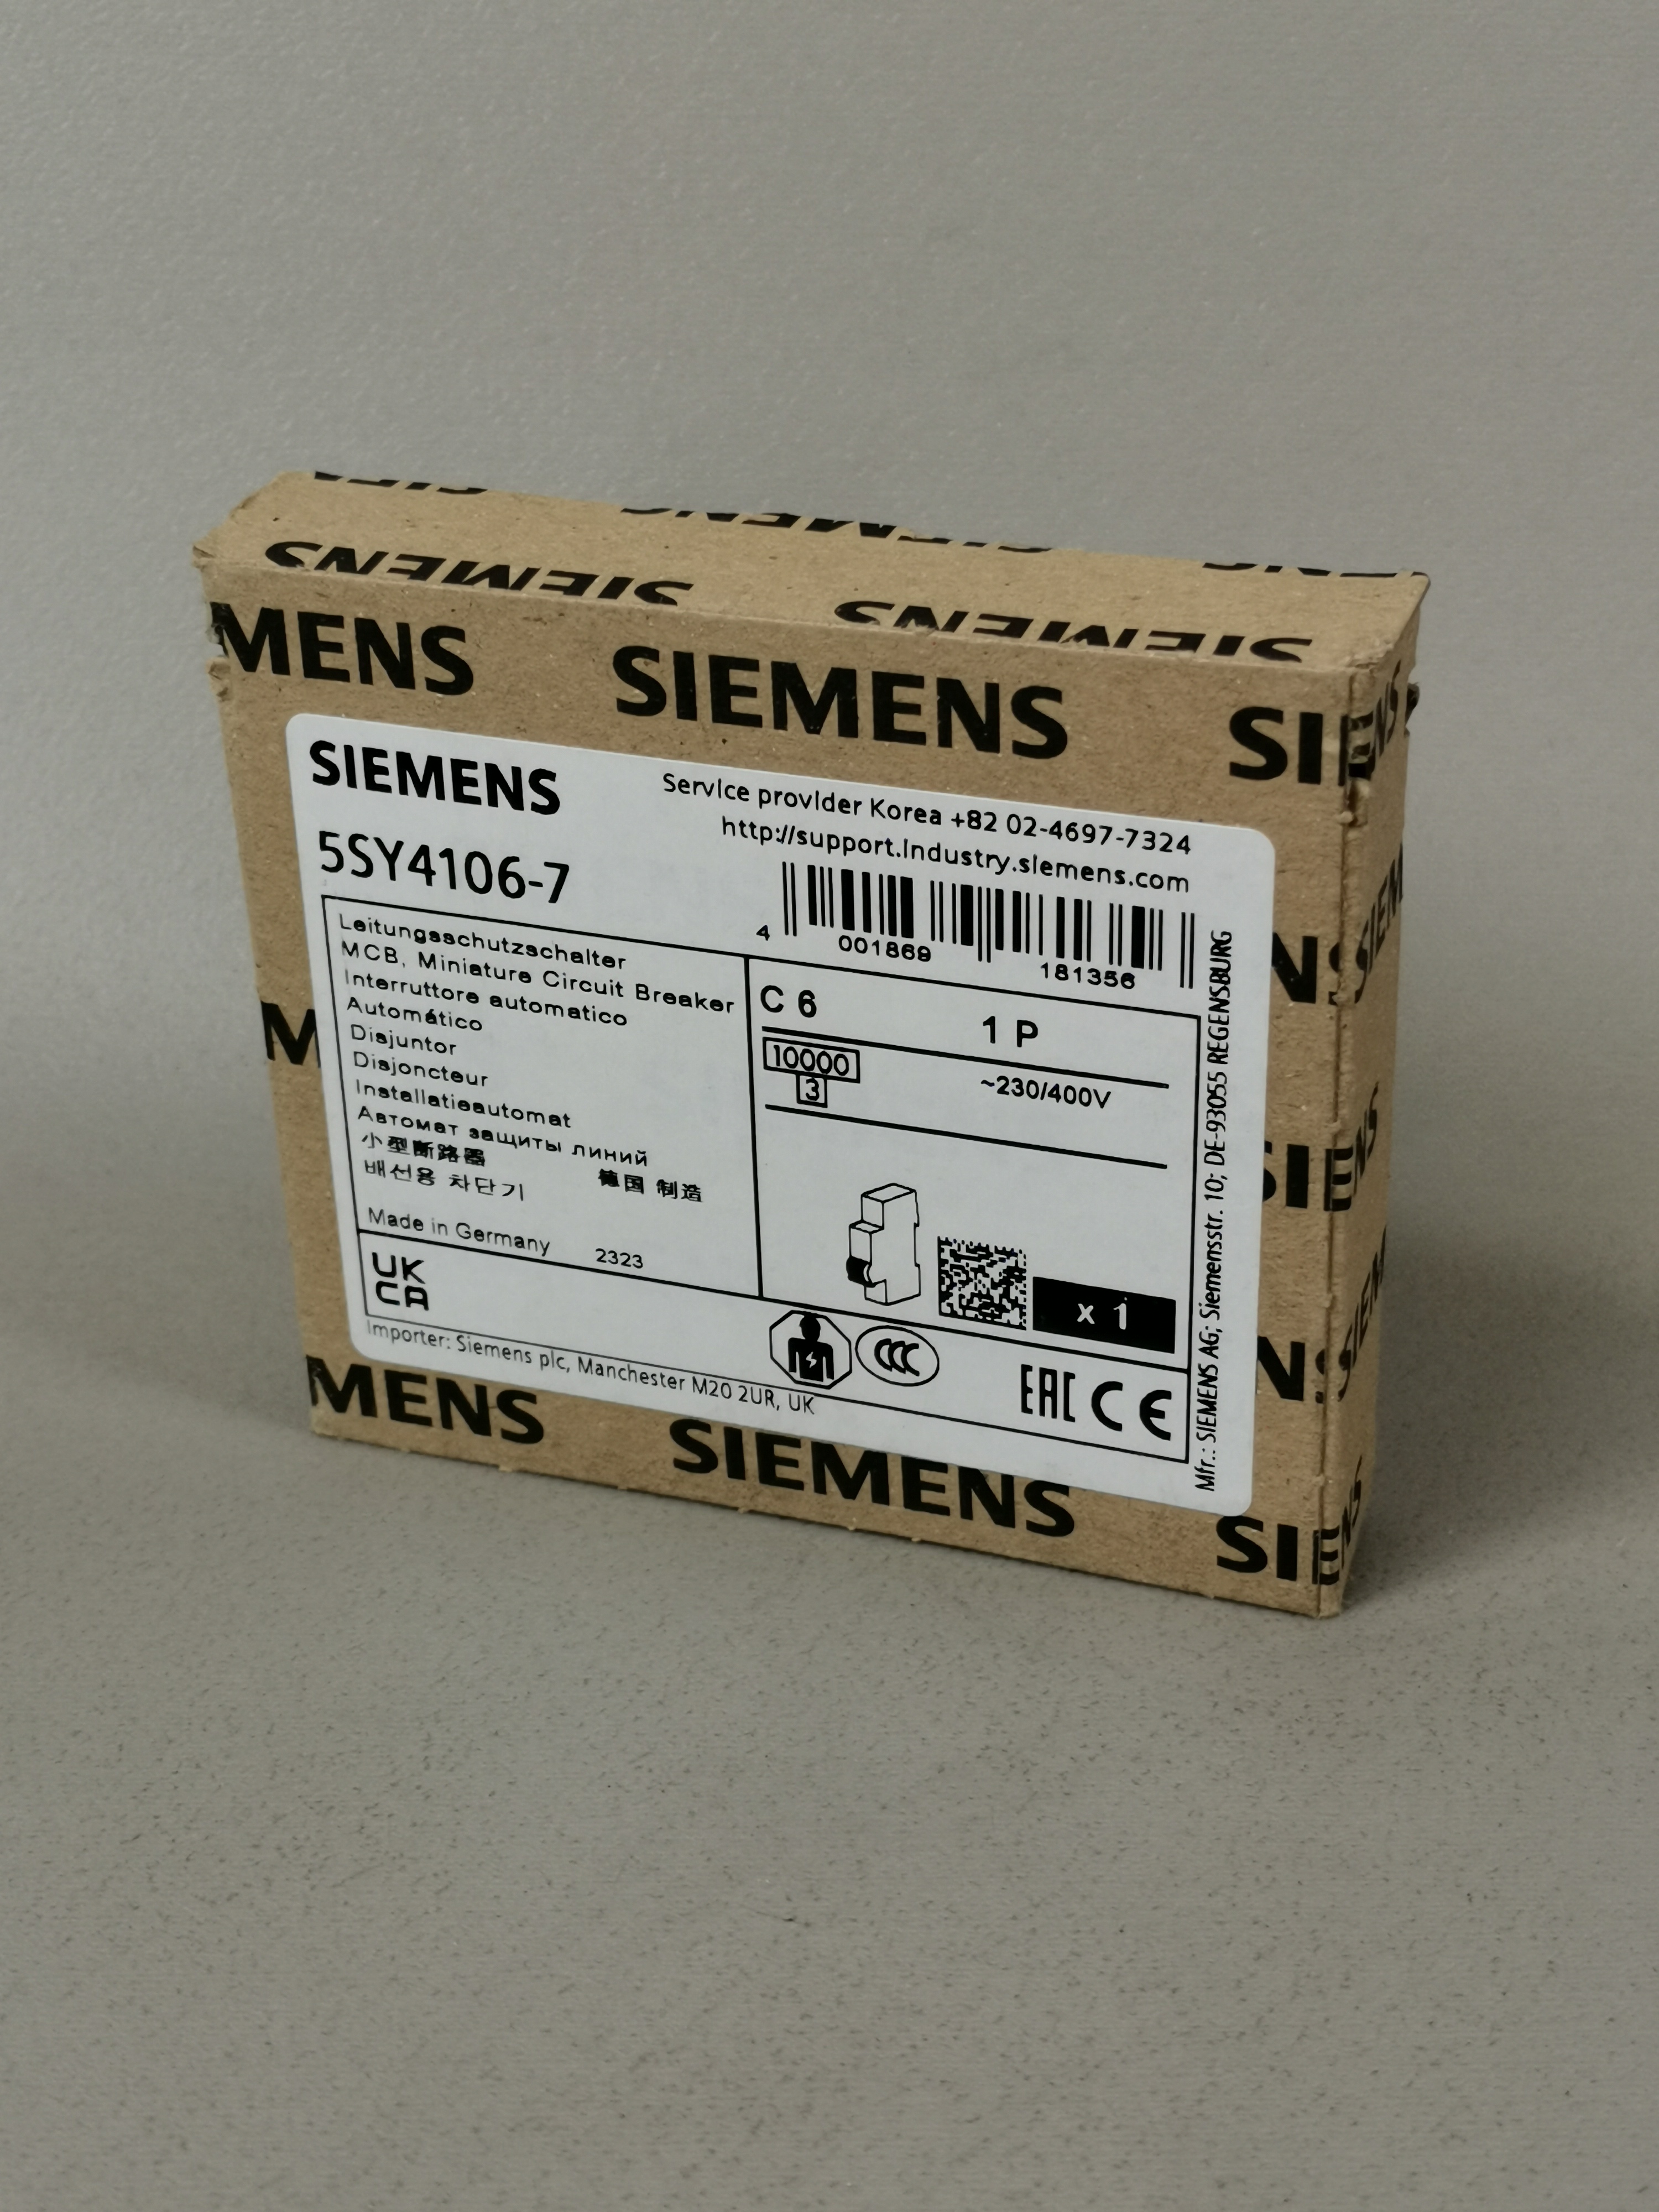 SIEMENS
SIEMENS SIEMENS
MENS SIEMENS SIE
SIEMENS
Service provider Korea +82 02-4697-7324
http://support.industry.siemens.com
5SY4106-7
4 001869 181356
Leitungsschutzschalter
MCB, Miniature Circuit Breaker
Interruttore automatico
Automático
Disjuntor
Disjoncteur
Installatieautomat
Автомат защиты линий
小型断路器 德国 制造
배선용 차단기
Made in Germany 2323
C 6 1 P
10000
3
~230/400V
x 1
UK
CA
CCC
EAC CE
Importer: Siemens plc, Manchester M20 2UR, UK
Mfr.: SIEMENS AG; Siemensstr. 10; DE-93055 REGENSBURG
MENS SIEMENS SIE